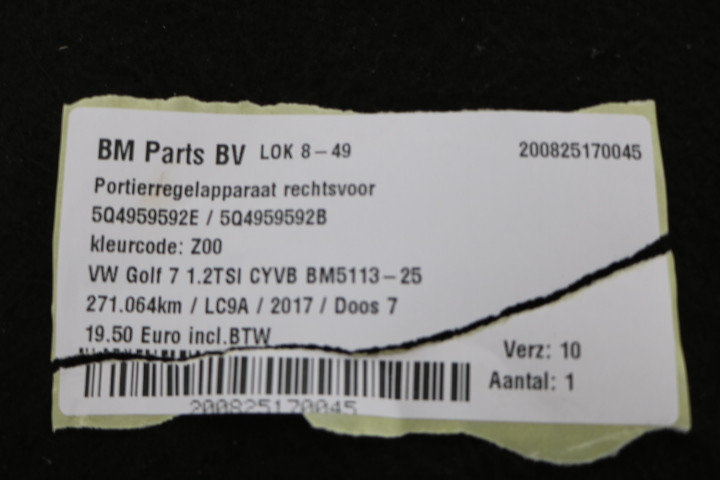 BM Parts BV LOK 8-49 200825170045
Portierregelapparaat rechtsvoor
5Q4959592E / 5Q4959592B
kleurcode: Z00
VW Golf 7 1.2TSI CYVB BM5113-25
271.064km / LC9A / 2017 / Doos 7
19.50 Euro incl.BTW
Verz: 10
Aantal: 1
200825170045